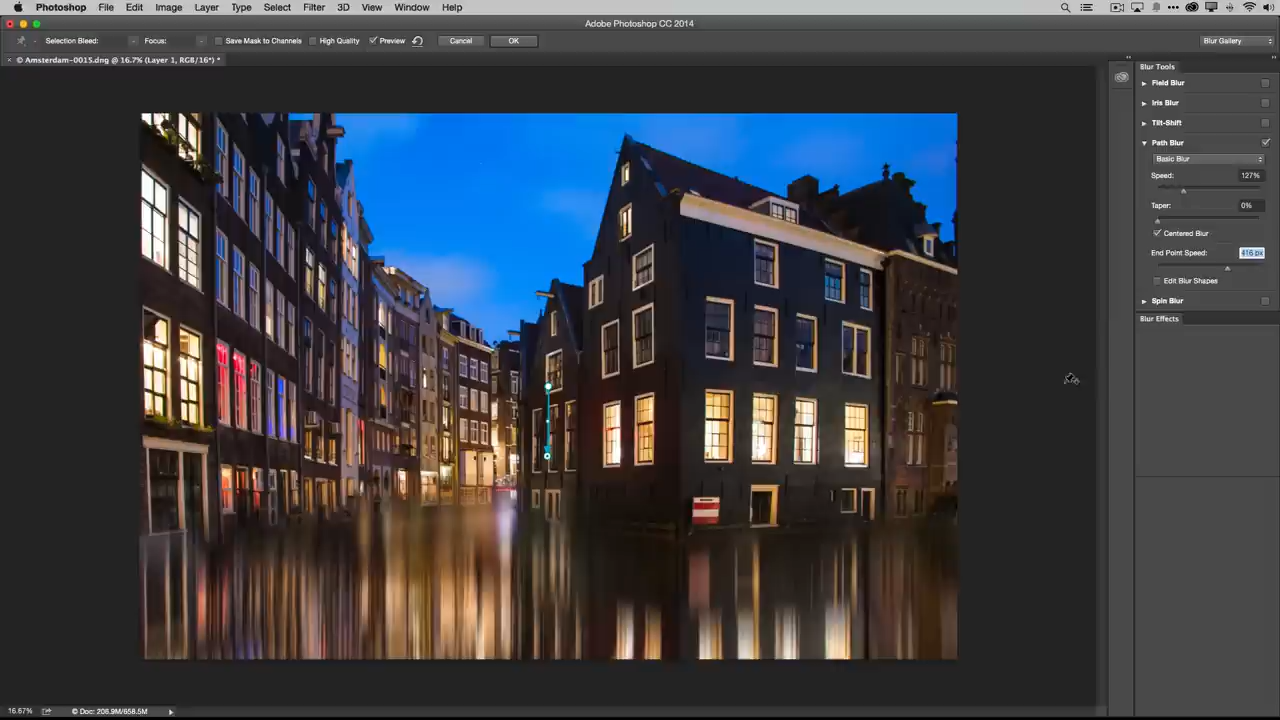 Photoshop File Edit Image Layer Type Select Filter 3D View Window Help
Adobe Photoshop CC 2014
Selection Bleed: Focus: Save Mask to Channels High Quality Preview Cancel OK Blur Gallery
× © Amsterdam-0015.dng @ 16.7% (Layer 1, RGB/16*) *
Blur Tools
Field Blur
Iris Blur
Tilt-Shift
Path Blur
Basic Blur
Speed: 127%
Taper: 0%
Centered Blur
End Point Speed: 416 px
Edit Blur Shapes
Spin Blur
Blur Effects
16.67% © Doc: 206.9M/658.5M